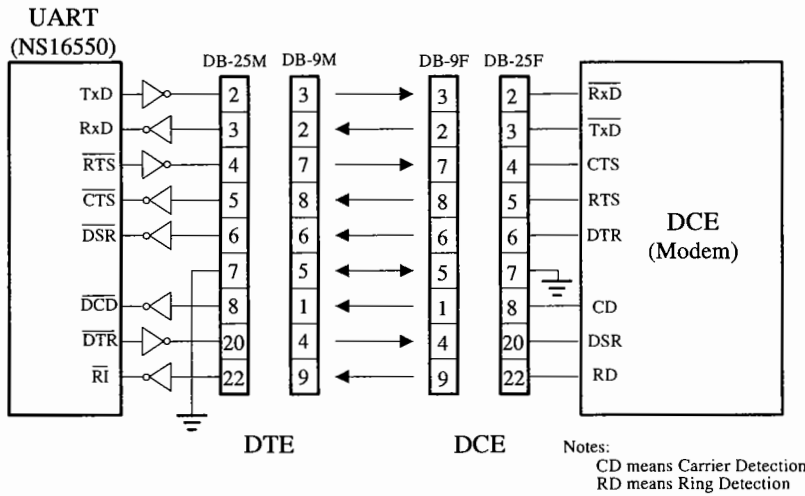 UART
(NS16550)
DB-25M DB-9M DB-9F DB-25F
TxD 2 3 3 2 RxD
RxD 3 2 2 3 TxD
RTS 4 7 7 4 CTS
CTS 5 8 8 5 RTS
DSR 6 6 6 6 DTR
7 5 5 7
DCD 8 1 1 8 CD
DTR 20 4 4 20 DSR
RI 22 9 9 22 RD
DCE
(Modem)
DTE DCE
Notes:
CD means Carrier Detection
RD means Ring Detection